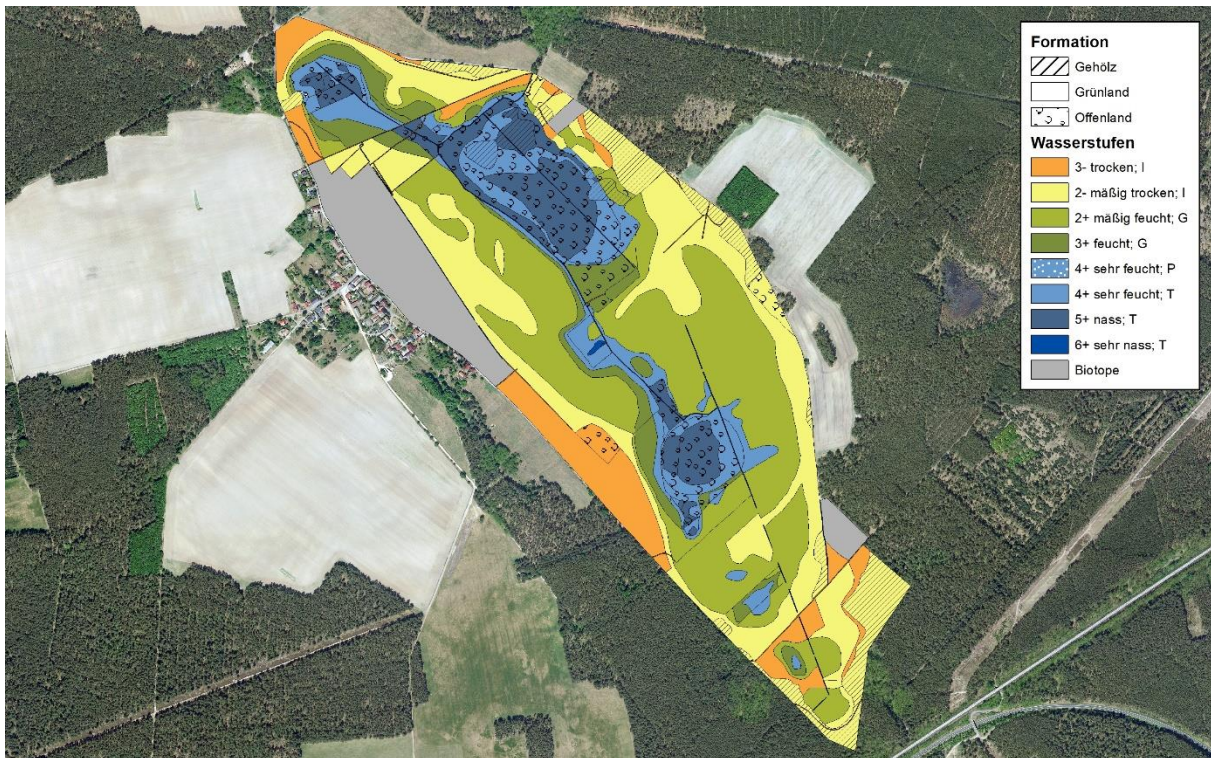 Formation
Gehölz
Grünland
Offenland
Wasserstufen
3- trocken; I
2- mäßig trocken; I
2+ mäßig feucht; G
3+ feucht; G
4+ sehr feucht; P
4+ sehr feucht; T
5+ nass; T
6+ sehr nass; T
Biotope